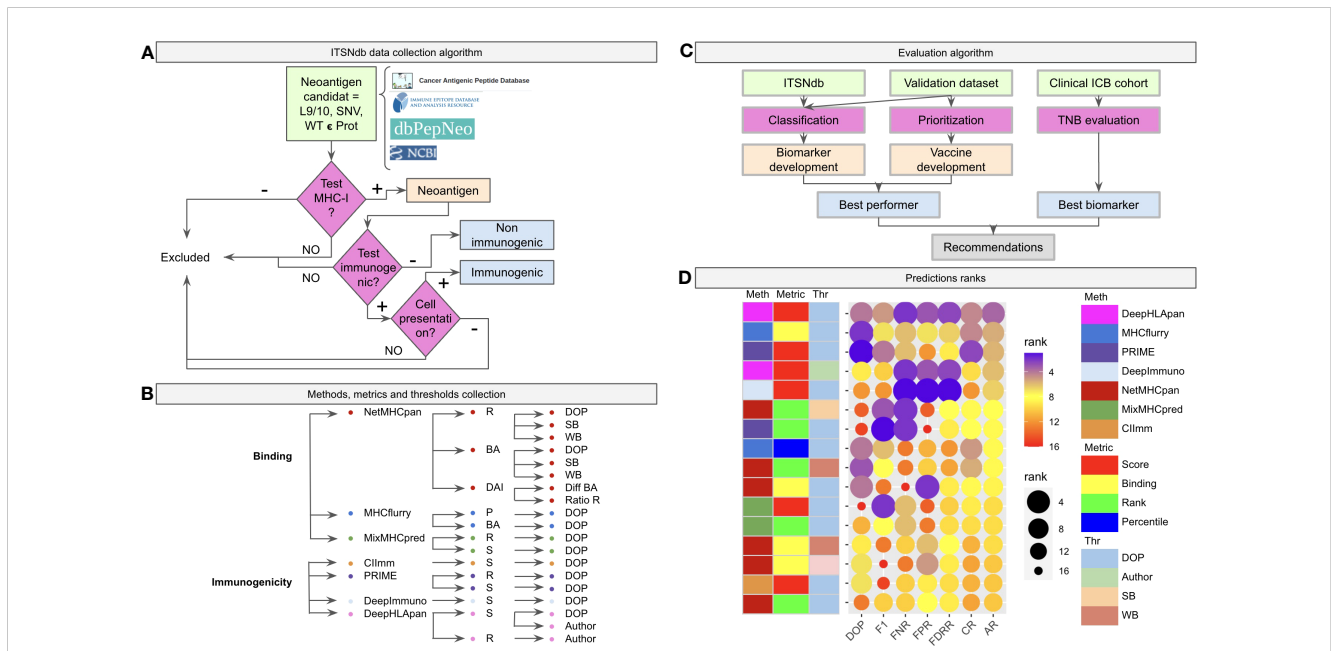 A
ITSNdb data collection algorithm
Neoantigen
candidat =
L9/10, SNV,
WT ϵ Prot
Cancer Antigenic Peptide Database
IMMUNE EPITOPE DATABASE
AND ANALYSIS RESOURCE
dbPepNeo
NCBI
-
Test
MHC-I
?
+
Neoantigen
NO
Excluded
NO
Test
immunoge
nic?
-
Non
immunogenic
Immunogenic
+
+
Cell
presentati
on?
-
NO
B
Methods, metrics and thresholds collection
Binding
NetMHCpan
R
DOP
SB
WB
BA
DOP
SB
WB
DAI
Diff BA
Ratio R
MHCflurry
P
DOP
BA
DOP
MixMHCpred
R
DOP
S
DOP
Immunogenicity
CIImm
S
DOP
PRIME
R
DOP
S
DOP
DeepImmuno
S
DOP
DeepHLApan
S
DOP
Author
R
Author
C
Evaluation algorithm
ITSNdb
Validation dataset
Clinical ICB cohort
Classification
Prioritization
TNB evaluation
Biomarker
development
Vaccine
development
Best performer
Best biomarker
Recommendations
D
Predictions ranks
Meth Metric Thr
DOP
F1
FNR
FPR
FDRR
CR
AR
rank
4
8
12
16
rank
4
8
12
16
Meth
DeepHLApan
MHCflurry
PRIME
DeepImmuno
NetMHCpan
MixMHCpred
CIImm
Metric
Score
Binding
Rank
Percentile
Thr
DOP
Author
SB
WB